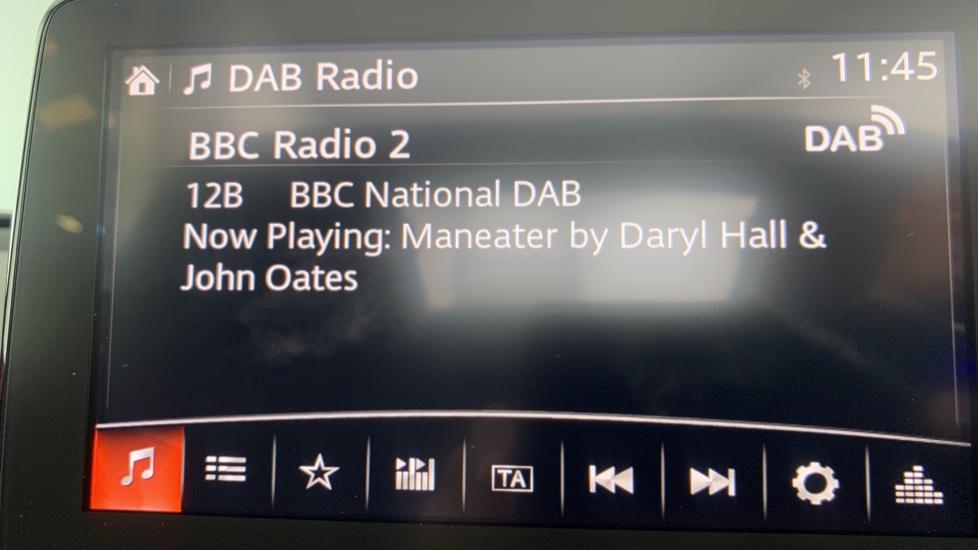 DAB Radio 11:45
BBC Radio 2 DAB
12B BBC National DAB
Now Playing: Maneater by Daryl Hall &
John Oates
TA